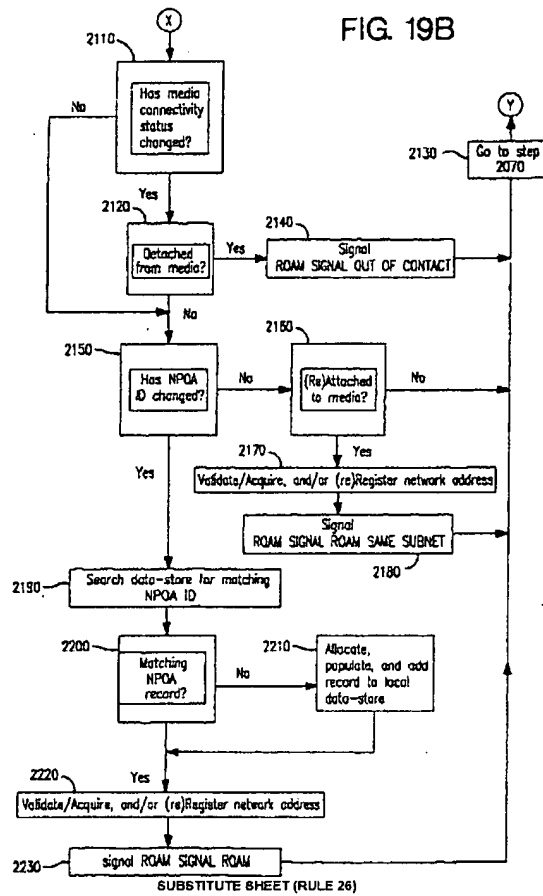 X
FIG. 19B
2110
Has media
connectivity
status
changed?
No
Yes
Y
2130
Go to step
2070
2120
Detached
from media?
Yes
No
2140
Signal
ROAM SIGNAL OUT OF CONTACT
2150
Has NPOA
ID changed?
No
Yes
2160
(Re)Attached
to media?
No
Yes
2170
Validate/Acquire, and/or (re)Register network address
Signal
ROAM SIGNAL ROAM SAME SUBNET
2180
2190
Search data-store for matching
NPOA ID
2200
Matching
NPOA
record?
No
Yes
2210
Allocate,
populate, and add
record to local
data-store
2220
Validate/Acquire, and/or (re)Register network address
2230
signal ROAM SIGNAL ROAM
SUBSTITUTE SHEET (RULE 26)